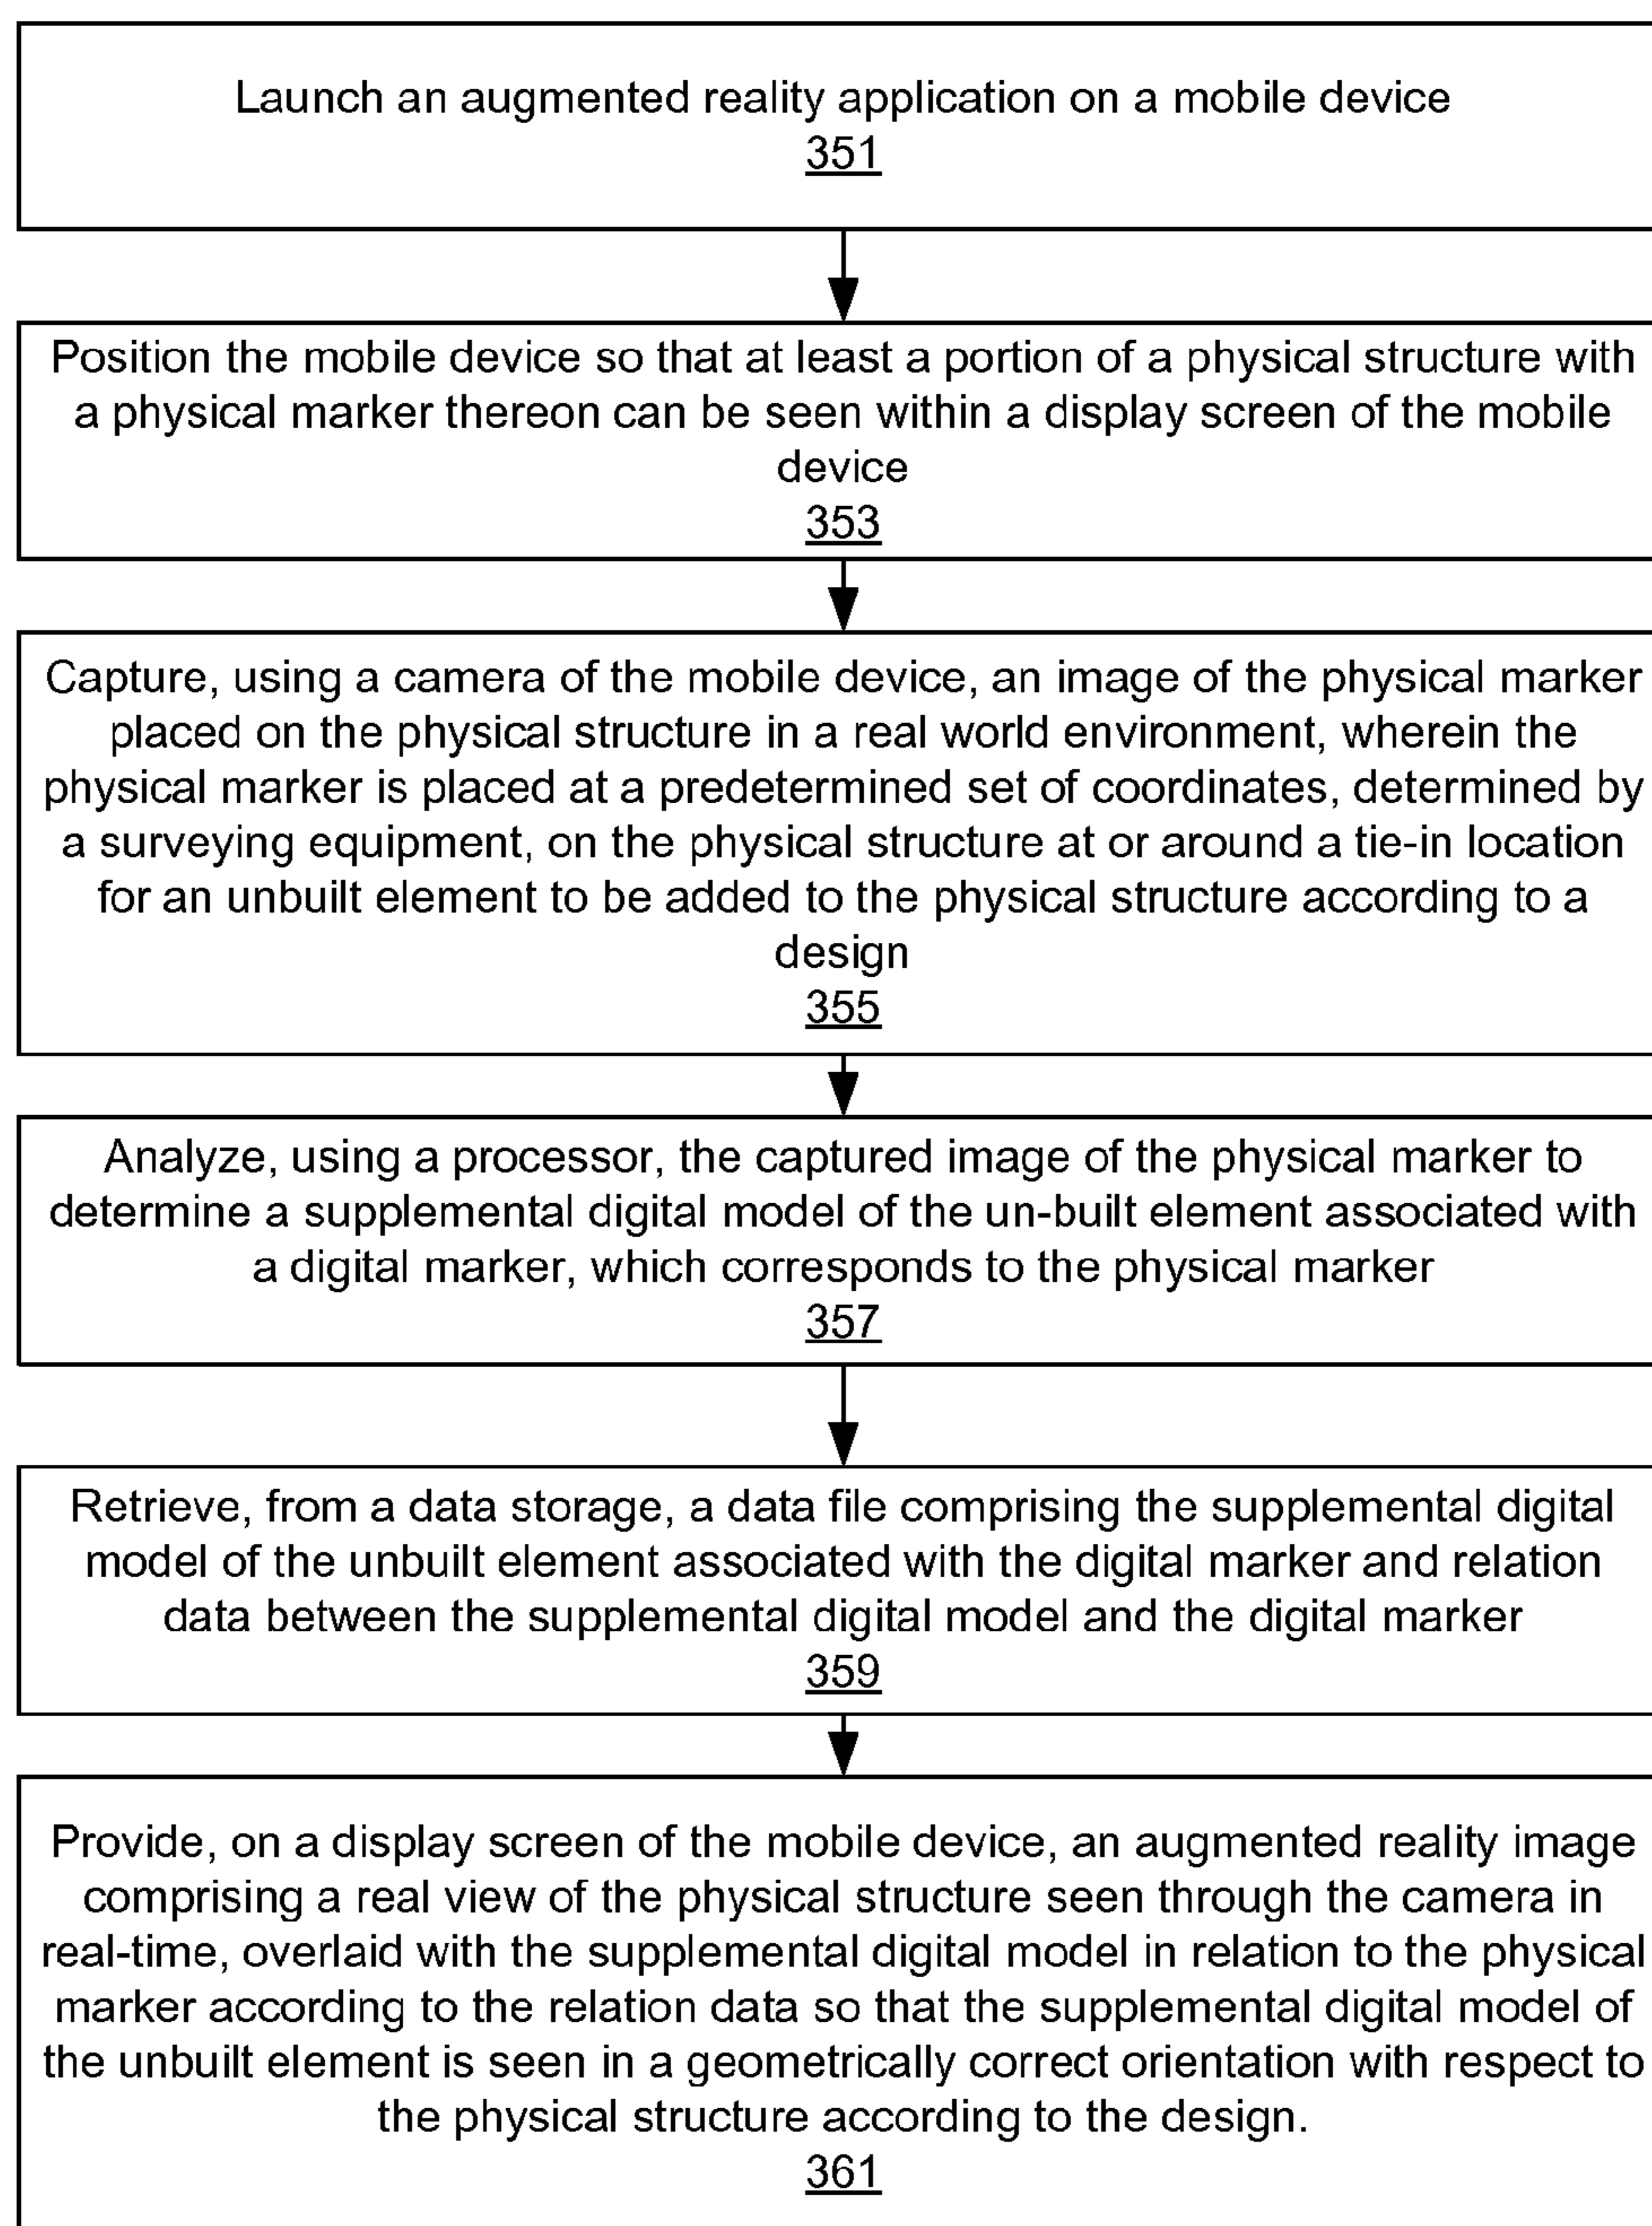 Launch an augmented reality application on a mobile device
351
Position the mobile device so that at least a portion of a physical structure with
a physical marker thereon can be seen within a display screen of the mobile
device
353
Capture, using a camera of the mobile device, an image of the physical marker
placed on the physical structure in a real world environment, wherein the
physical marker is placed at a predetermined set of coordinates, determined by
a surveying equipment, on the physical structure at or around a tie-in location
for an unbuilt element to be added to the physical structure according to a
design
355
Analyze, using a processor, the captured image of the physical marker to
determine a supplemental digital model of the un-built element associated with
a digital marker, which corresponds to the physical marker
357
Retrieve, from a data storage, a data file comprising the supplemental digital
model of the unbuilt element associated with the digital marker and relation
data between the supplemental digital model and the digital marker
359
Provide, on a display screen of the mobile device, an augmented reality image
comprising a real view of the physical structure seen through the camera in
real-time, overlaid with the supplemental digital model in relation to the physical
marker according to the relation data so that the supplemental digital model of
the unbuilt element is seen in a geometrically correct orientation with respect to
the physical structure according to the design.
361